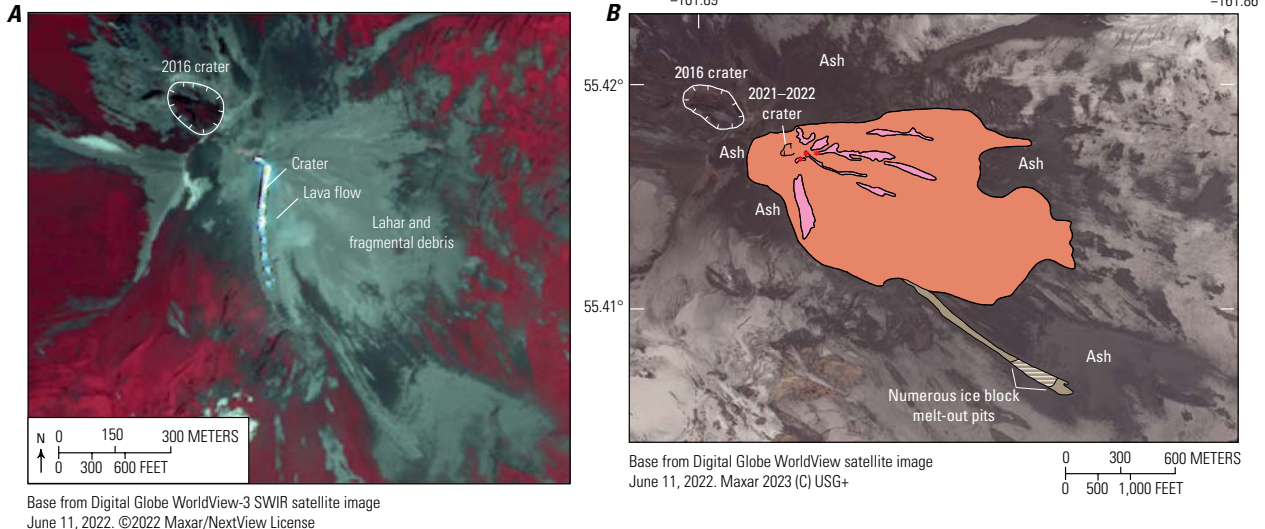 A
2016 crater
Crater
Lava flow
Lahar and
fragmental debris
N
0 150 300 METERS
0 300 600 FEET
Base from Digital Globe WorldView-3 SWIR satellite image
June 11, 2022. ©2022 Maxar/NextView License
B
55.42°
55.41°
Ash
2016 crater
2021–2022
crater
Ash
Ash
Ash
Ash
Numerous ice block
melt-out pits
Base from Digital Globe WorldView satellite image
June 11, 2022. Maxar 2023 (C) USG+
0 300 600 METERS
0 500 1,000 FEET